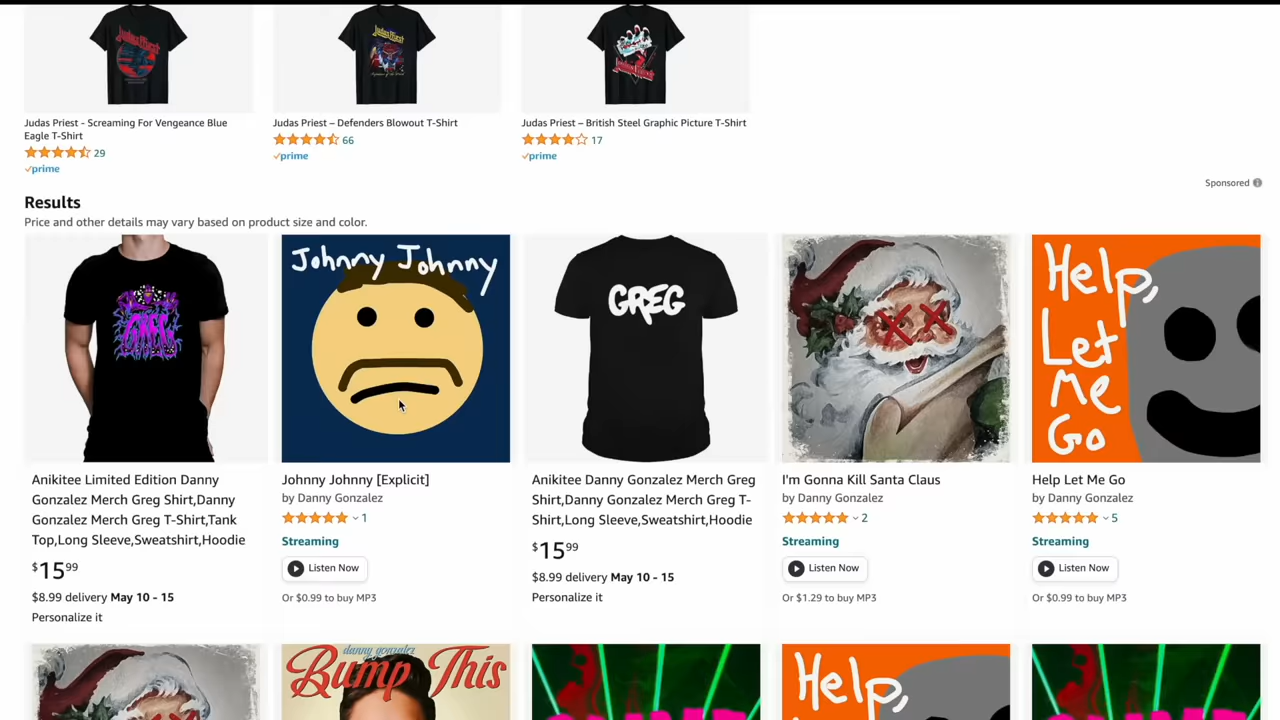 Judas Priest - Screaming For Vengeance Blue
Eagle T-Shirt
29
prime
Judas Priest – Defenders Blowout T-Shirt
66
prime
Judas Priest – British Steel Graphic Picture T-Shirt
17
prime
Sponsored
Results
Price and other details may vary based on product size and color.
Anikitee Limited Edition Danny
Gonzalez Merch Greg Shirt,Danny
Gonzalez Merch Greg T-Shirt,Tank
Top,Long Sleeve,Sweatshirt,Hoodie
$15 99
$8.99 delivery May 10 - 15
Personalize it
Johnny Johnny
Johnny Johnny [Explicit]
by Danny Gonzalez
1
Streaming
Listen Now
Or $0.99 to buy MP3
GREG
Anikitee Danny Gonzalez Merch Greg
Shirt,Danny Gonzalez Merch Greg T-
Shirt,Long Sleeve,Sweatshirt,Hoodie
$15 99
$8.99 delivery May 10 - 15
Personalize it
I'm Gonna Kill Santa Claus
by Danny Gonzalez
2
Streaming
Listen Now
Or $1.29 to buy MP3
Help,
Let
Me
Go
Help Let Me Go
by Danny Gonzalez
5
Streaming
Listen Now
Or $0.99 to buy MP3
danny gonzalez
Bump This
Help,